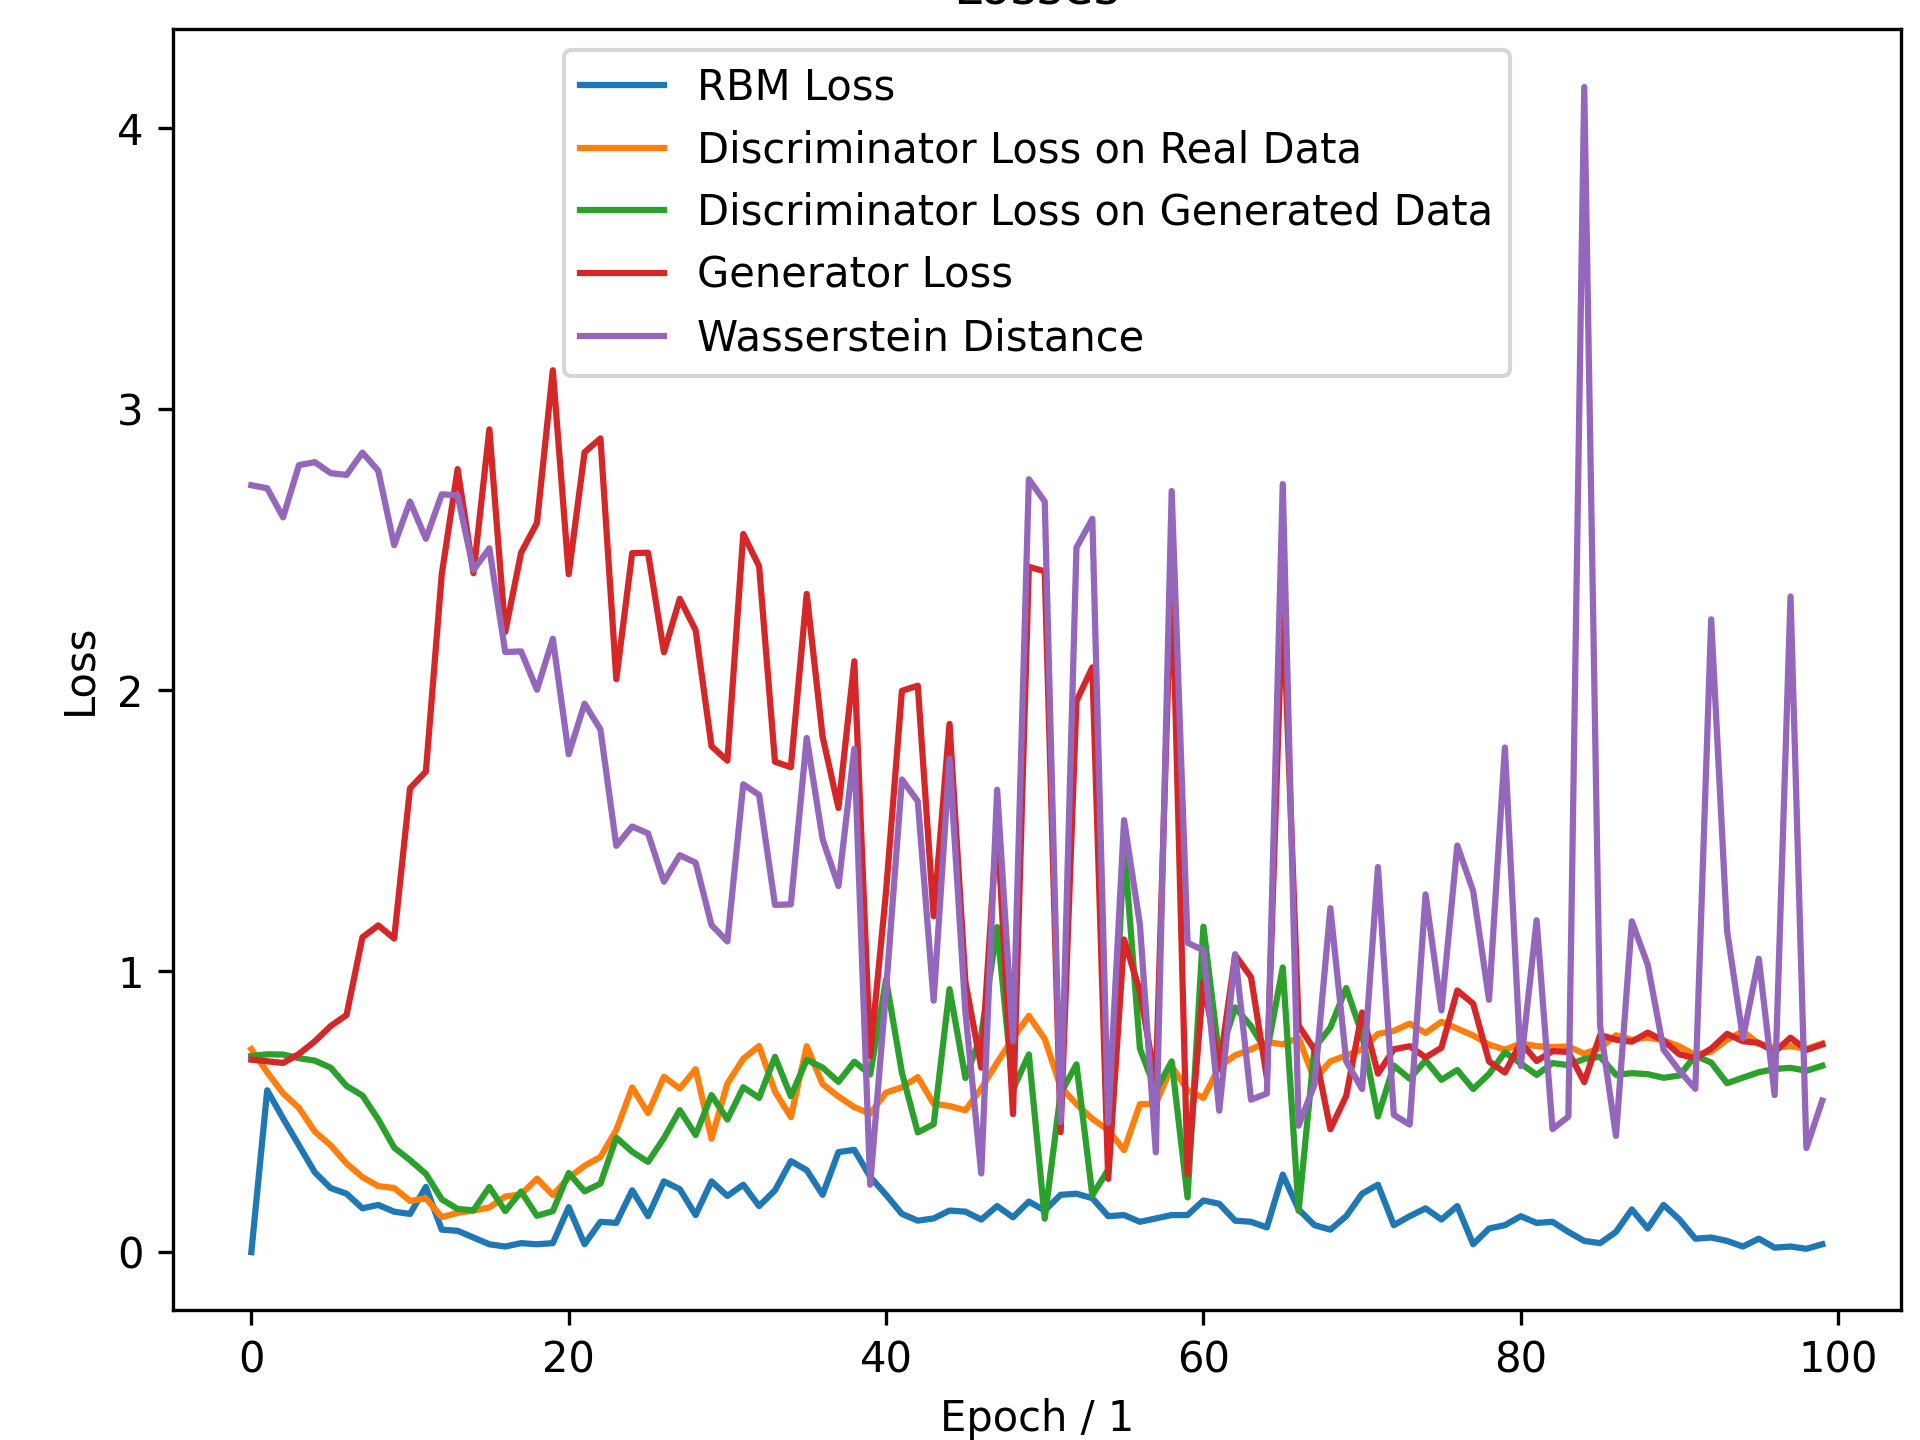 Losses
RBM Loss
Discriminator Loss on Real Data
Discriminator Loss on Generated Data
Generator Loss
Wasserstein Distance
Loss
4
3
2
1
0
0 20 40 60 80 100
Epoch / 1